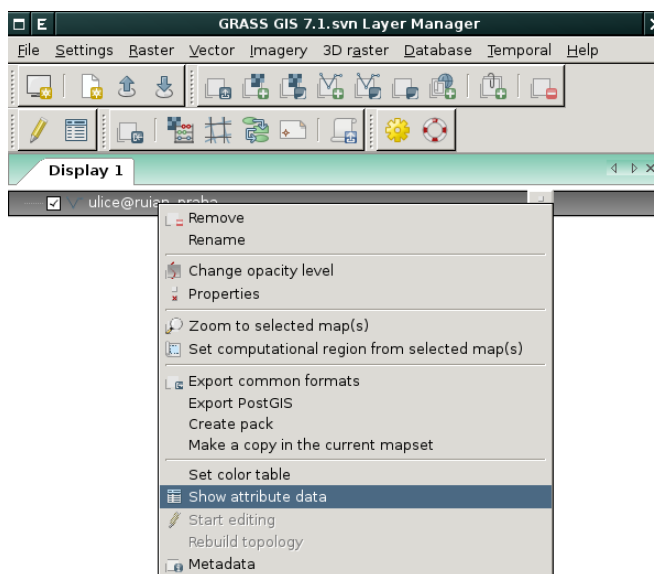 E GRASS GIS 7.1.svn Layer Manager
File Settings Raster Vector Imagery 3D raster Database Temporal Help
Display 1
ulice@ruian_praha
Remove
Rename
Change opacity level
Properties
Zoom to selected map(s)
Set computational region from selected map(s)
Export common formats
Export PostGIS
Create pack
Make a copy in the current mapset
Set color table
Show attribute data
Start editing
Rebuild topology
Metadata